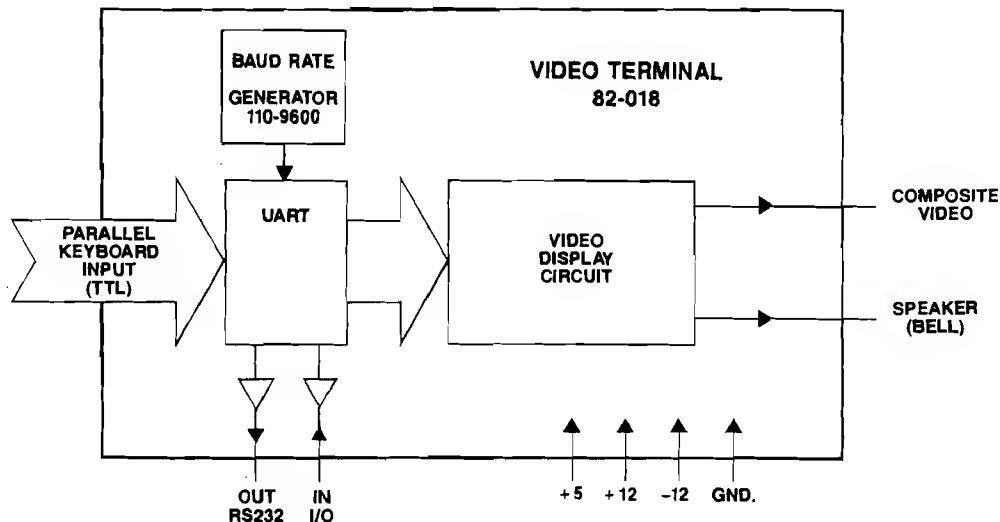 BAUD RATE
GENERATOR
110-9600
VIDEO TERMINAL
82-018
PARALLEL
KEYBOARD
INPUT
(TTL)
UART
VIDEO
DISPLAY
CIRCUIT
COMPOSITE
VIDEO
SPEAKER
(BELL)
OUT
RS232
IN
I/O
+5
+12
-12
GND.